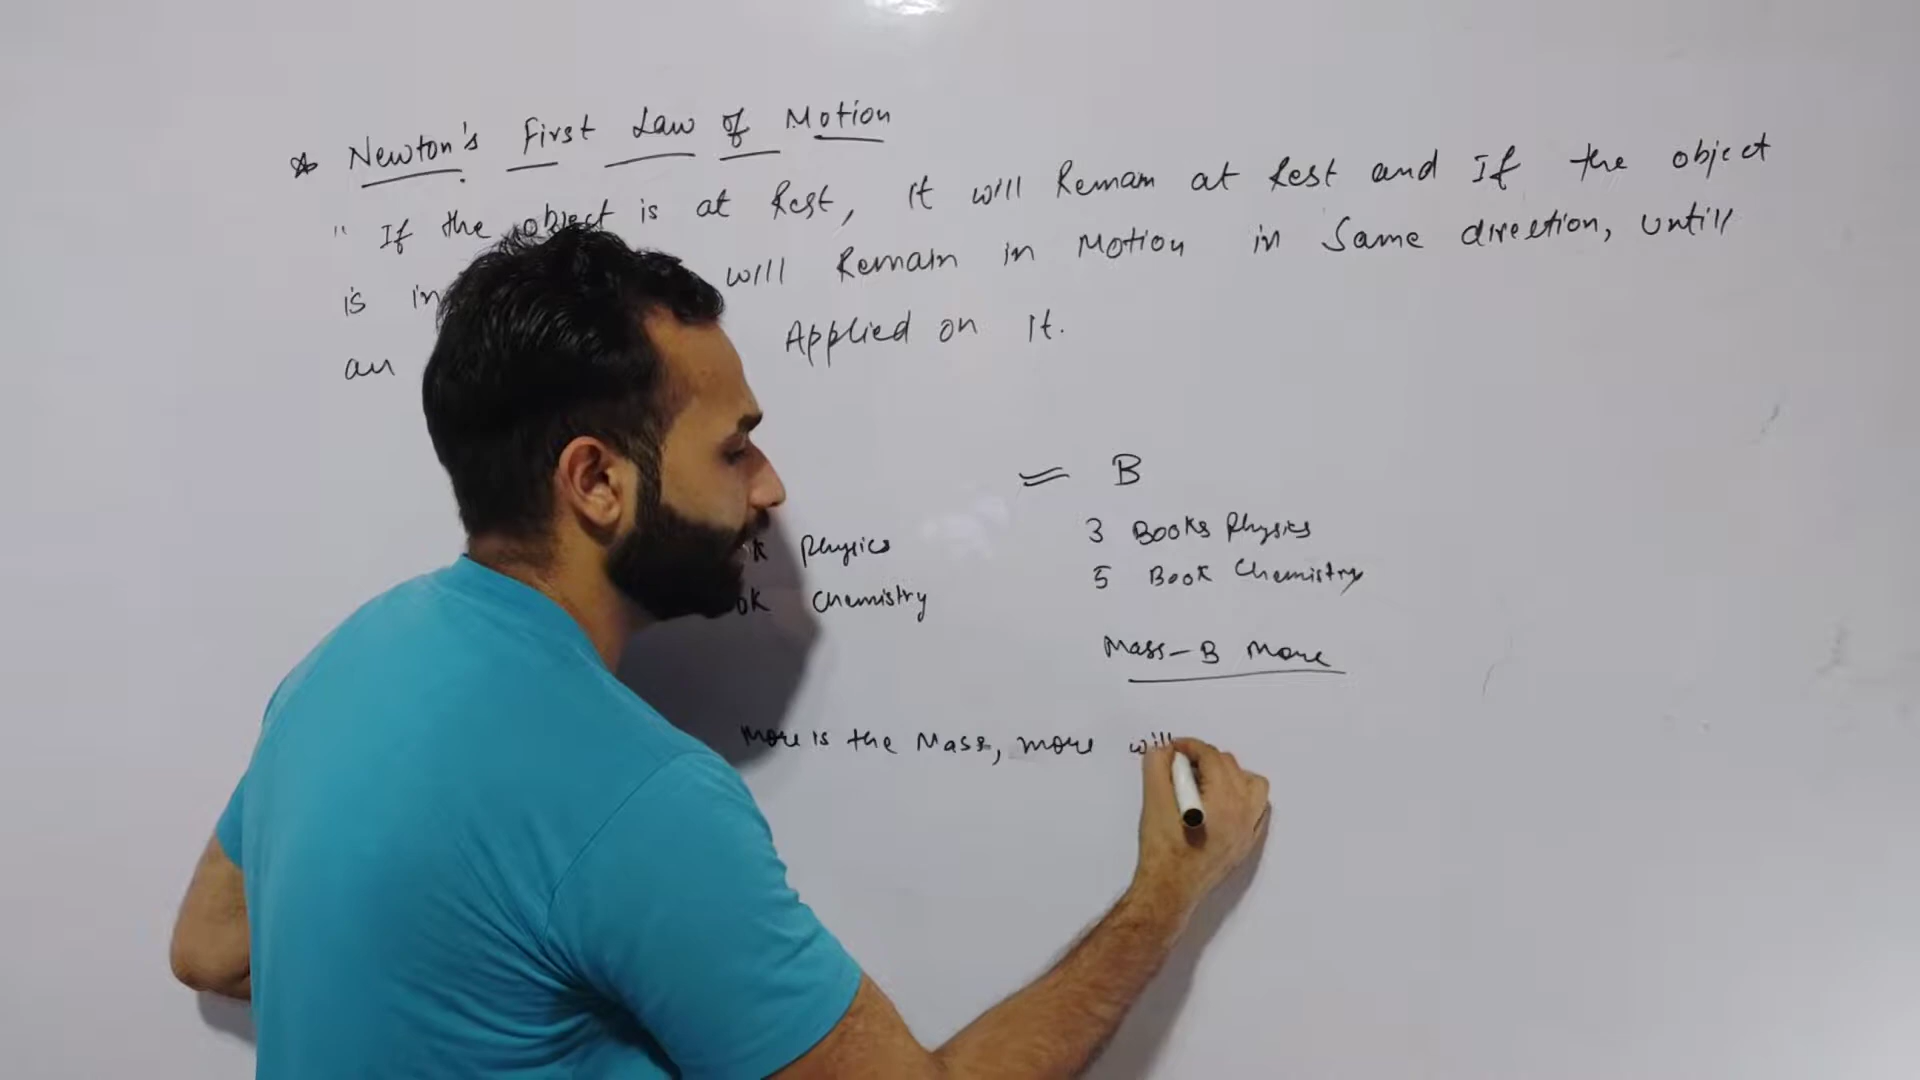 Newton's First Law of Motion
" If the object is at Rest, It will Remain at Rest and If the object
is in will Remain in Motion in Same direction, untill
an Applied on It.
B
Physics
3 Books Physics
Chemistry
5 Book Chemistry
Mass-B More
More is the Mass, more will